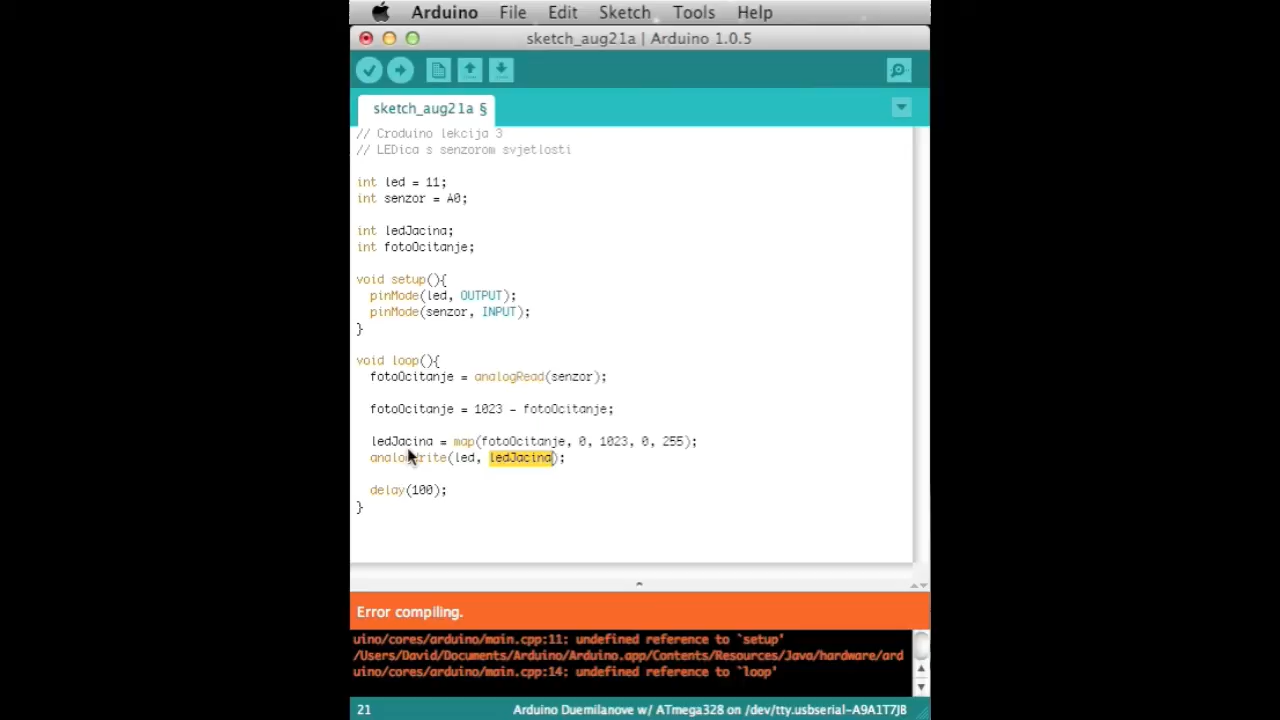 Arduino File Edit Sketch Tools Help
sketch_aug21a | Arduino 1.0.5
sketch_aug21a §
// Croduino lekcija 3
// LEDica s senzorom svjetlosti
int led = 11;
int senzor = A0;
int ledJacina;
int fotoOcitanje;
void setup(){
pinMode(led, OUTPUT);
pinMode(senzor, INPUT);
}
void loop(){
fotoOcitanje = analogRead(senzor);
fotoOcitanje = 1023 - fotoOcitanje;
ledJacina = map(fotoOcitanje, 0, 1023, 0, 255);
analogWrite(led, ledJacina);
delay(100);
}
Error compiling.
uino/cores/arduino/main.cpp:11: undefined reference to `setup'
/Users/David/Documents/Arduino/Arduino.app/Contents/Resources/Java/hardware/ard
uino/cores/arduino/main.cpp:14: undefined reference to `loop'
21 Arduino Duemilanove w/ ATmega328 on /dev/tty.usbserial-A9A1T7JB